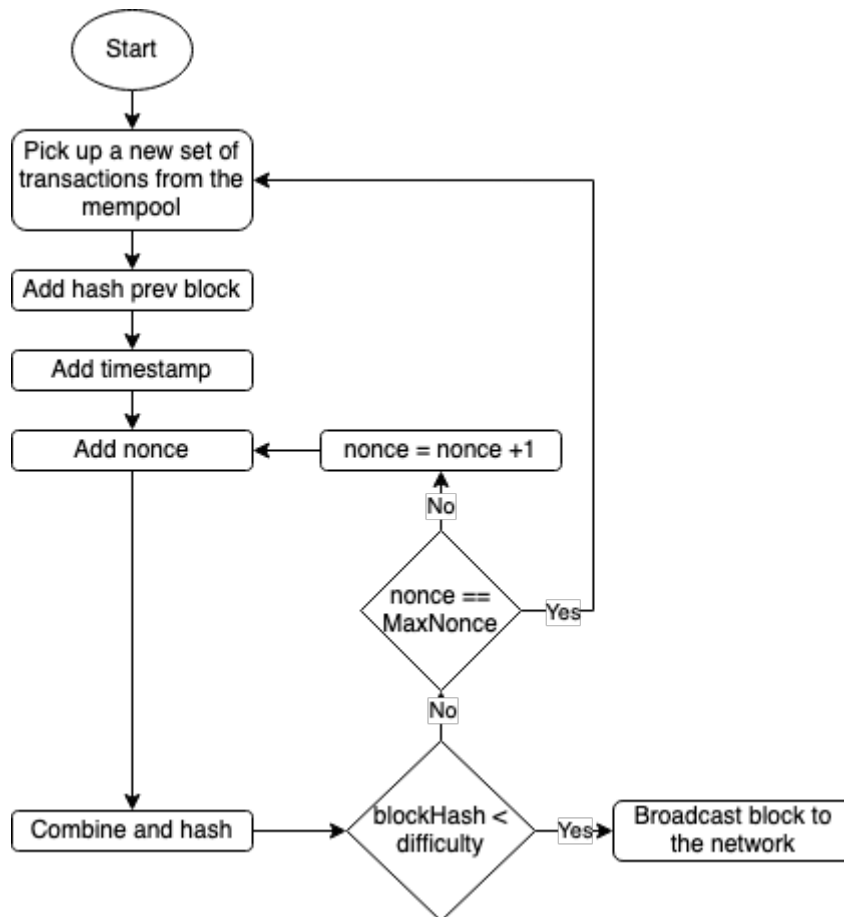 Start
Pick up a new set of
transactions from the
mempool
Add hash prev block
Add timestamp
Add nonce
nonce = nonce +1
No
nonce ==
MaxNonce
Yes
No
Combine and hash
blockHash <
difficulty
Yes
Broadcast block to
the network